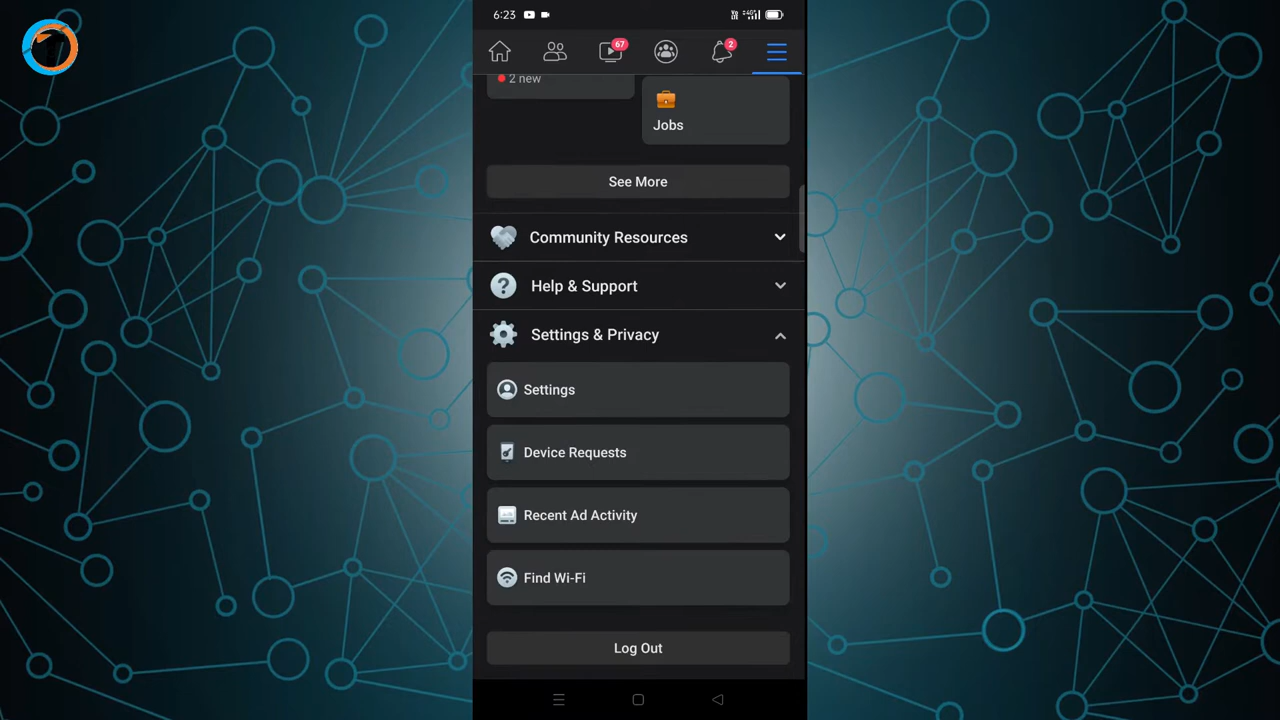 6:23
67
2
2 new
Jobs
See More
Community Resources
Help & Support
Settings & Privacy
Settings
Device Requests
Recent Ad Activity
Find Wi-Fi
Log Out